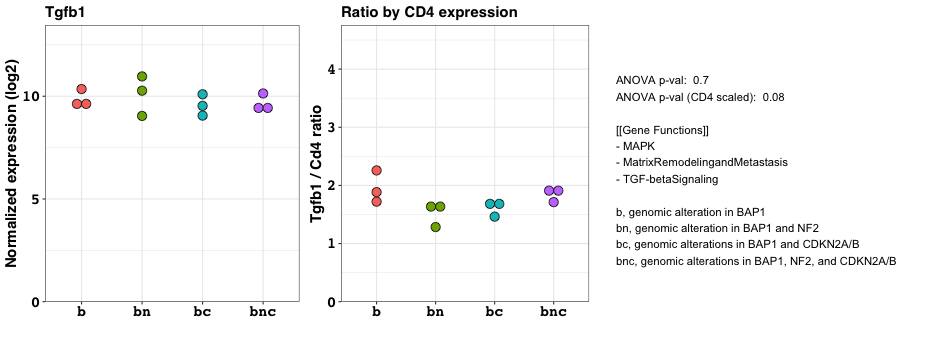 Tgfb1
Normalized expression (log2)
10
5
0
b bn bc bnc
Ratio by CD4 expression
Tgfb1 / Cd4 ratio
4
3
2
1
0
b bn bc bnc
ANOVA p-val: 0.7
ANOVA p-val (CD4 scaled): 0.08
[[Gene Functions]]
- MAPK
- MatrixRemodelingandMetastasis
- TGF-betaSignaling
b, genomic alteration in BAP1
bn, genomic alteration in BAP1 and NF2
bc, genomic alterations in BAP1 and CDKN2A/B
bnc, genomic alterations in BAP1, NF2, and CDKN2A/B